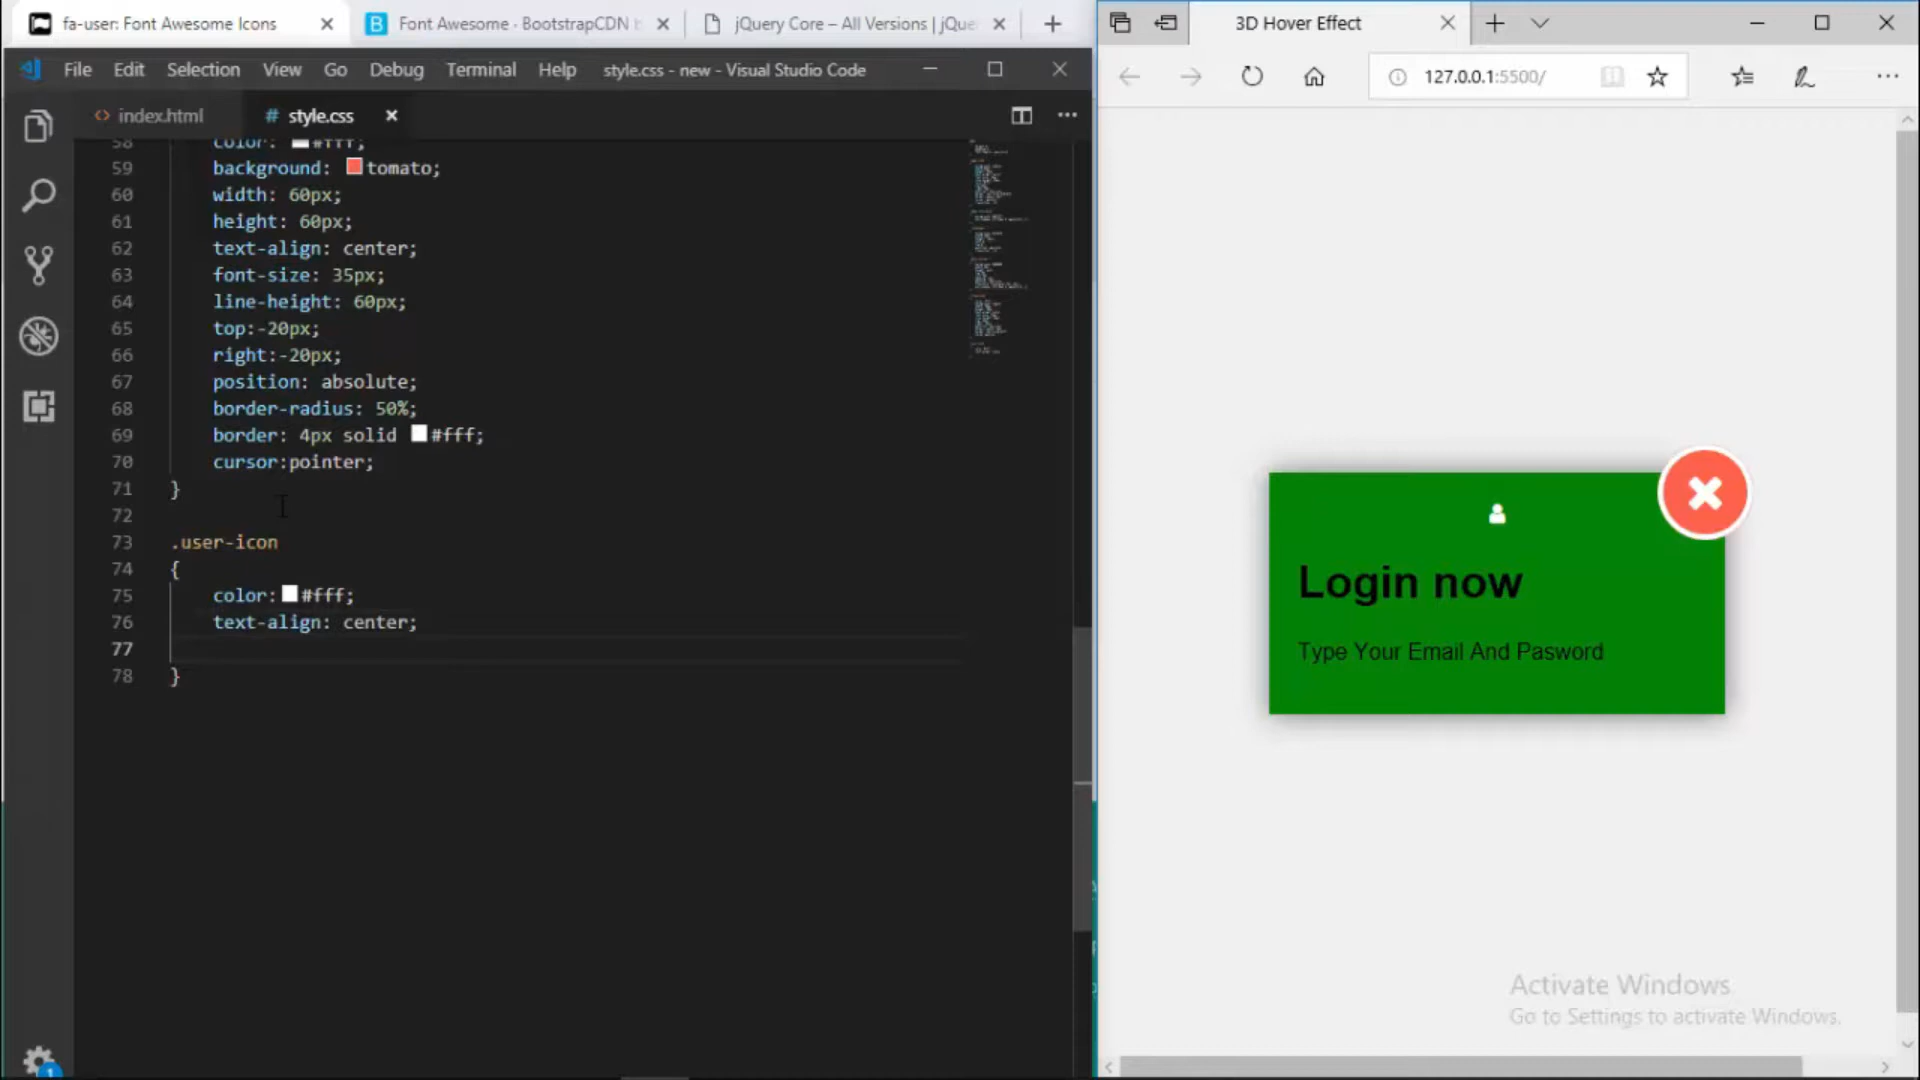 fa-user: Font Awesome Icons
Font Awesome · BootstrapCDN b
jQuery Core – All Versions | jQue
3D Hover Effect
File Edit Selection View Go Debug Terminal Help style.css - new - Visual Studio Code
127.0.0.1:5500/
index.html
# style.css
58 color: #fff;
59 background: tomato;
60 width: 60px;
61 height: 60px;
62 text-align: center;
63 font-size: 35px;
64 line-height: 60px;
65 top:-20px;
66 right:-20px;
67 position: absolute;
68 border-radius: 50%;
69 border: 4px solid #fff;
70 cursor:pointer;
71 }
72
73 .user-icon
74 {
75 color: #fff;
76 text-align: center;
77
78 }
1
Login now
Type Your Email And Pasword
Activate Windows
Go to Settings to activate Windows.